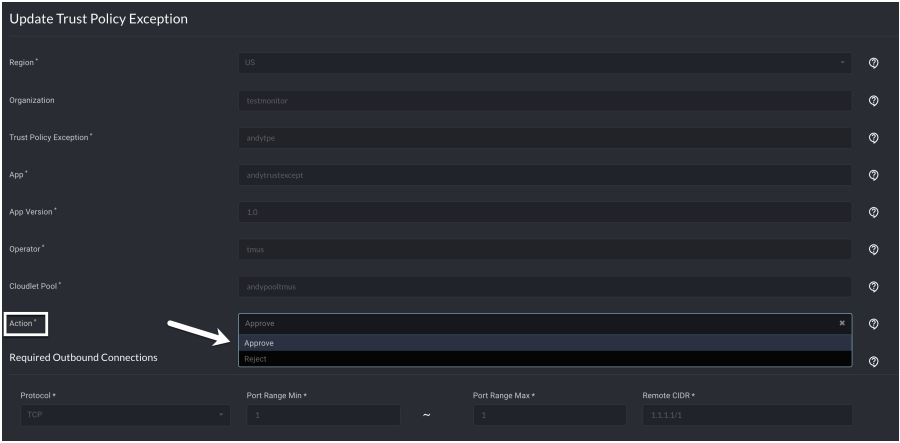 Update Trust Policy Exception
Region *
US
Organization
testmonitor
Trust Policy Exception *
andytpe
App *
andytrustexcept
App Version *
1.0
Operator *
tmus
Cloudlet Pool *
andypooltmus
Action *
Approve
Approve
Reject
Required Outbound Connections
Protocol * Port Range Min * Port Range Max * Remote CIDR *
TCP 1 ~ 1 1.1.1.1/1